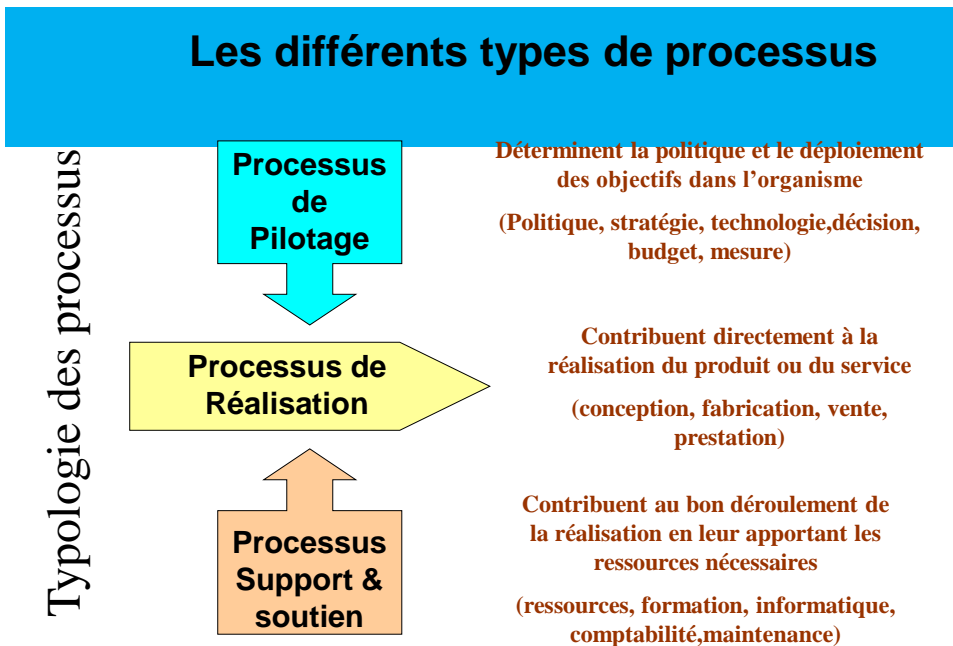 Les différents types de processus
Typologie des processus
Processus
de
Pilotage
Déterminent la politique et le déploiement
des objectifs dans l’organisme
(Politique, stratégie, technologie,décision,
budget, mesure)
Processus de
Réalisation
Contribuent directement à la
réalisation du produit ou du service
(conception, fabrication, vente,
prestation)
Processus
Support &
soutien
Contribuent au bon déroulement de
la réalisation en leur apportant les
ressources nécessaires
(ressources, formation, informatique,
comptabilité,maintenance)